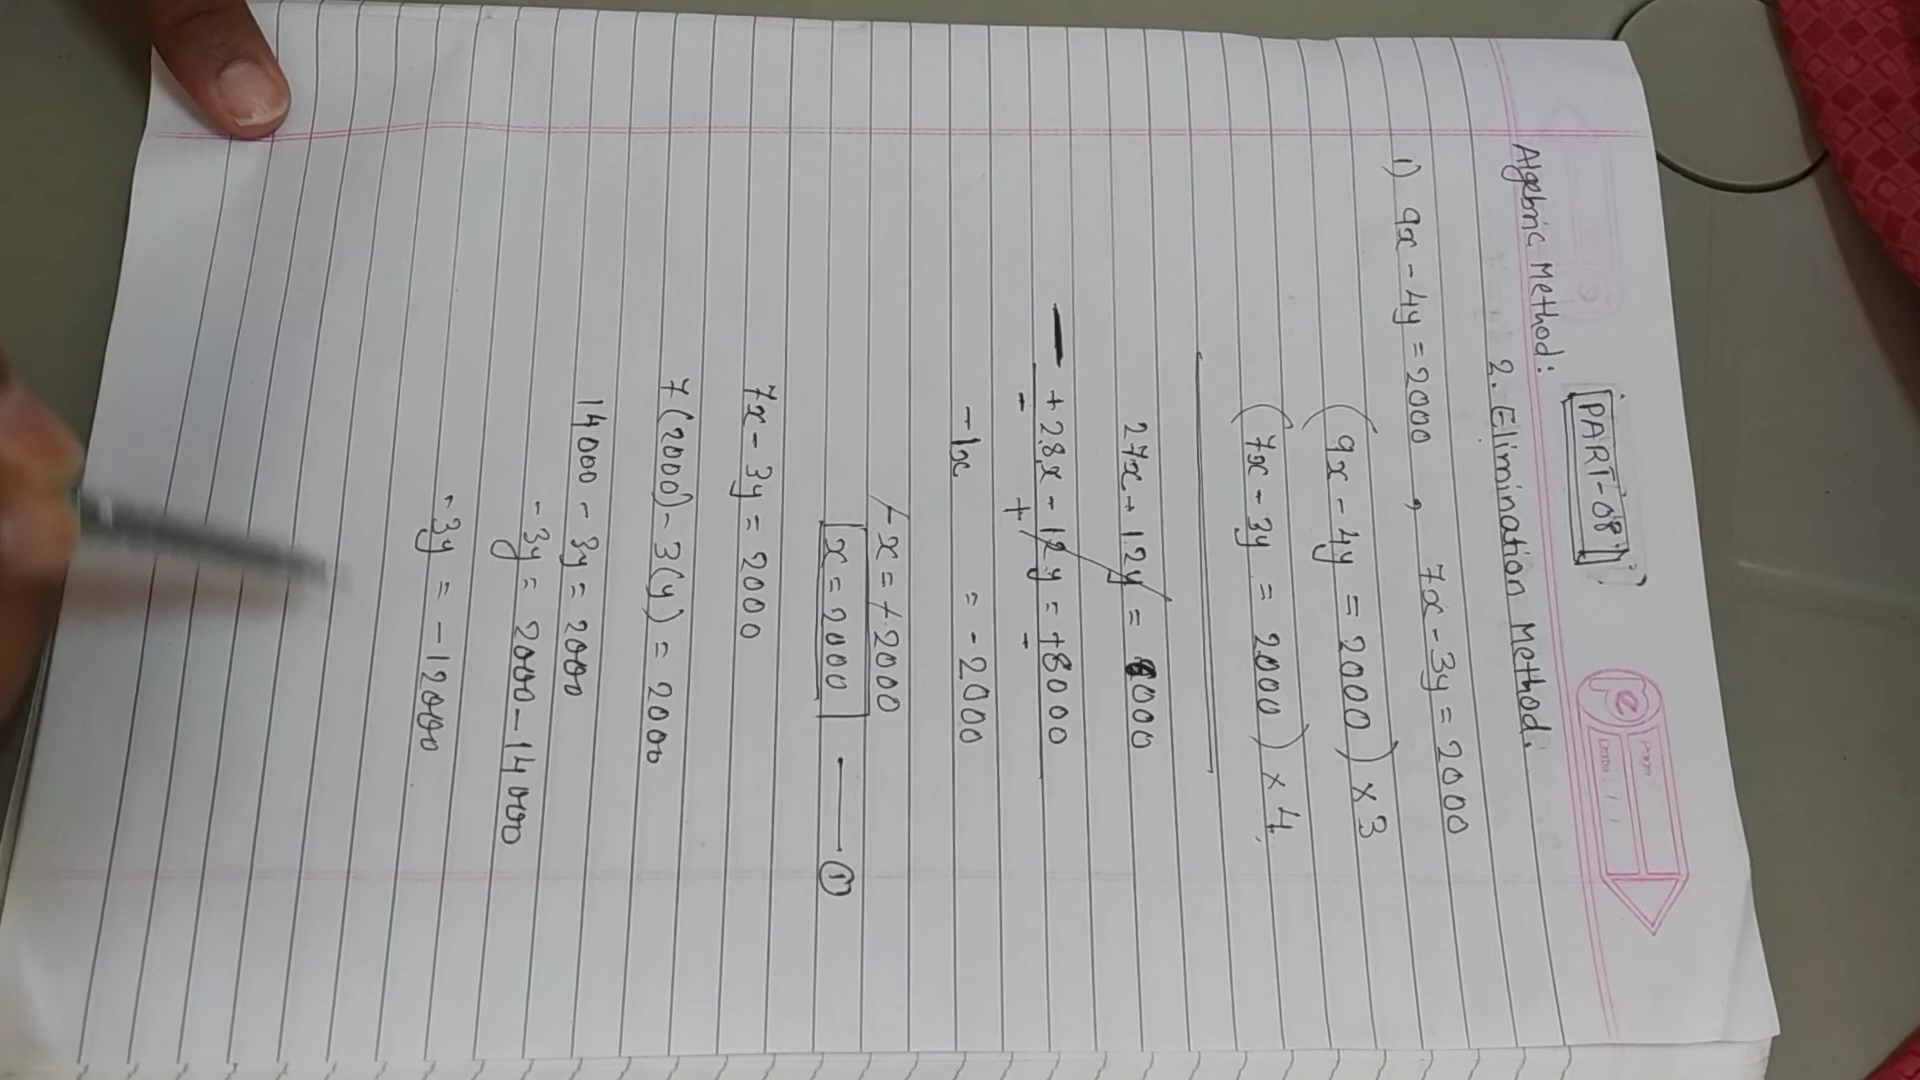 PART-08
Algebric Method:
2. Elimination Method.
1) 9x - 4y = 2000 , 7x - 3y = 2000
(9x - 4y = 2000) × 3
(7x - 3y = 2000) × 4
27x - 12y = 6000
— + 28x - 12y = +8000
- + -
-1x = -2000
-x = -2000
x = 2000 —— (1)
7x - 3y = 2000
7(2000) - 3(y) = 2000
14000 - 3y = 2000
-3y = 2000 - 14000
-3y = -12000